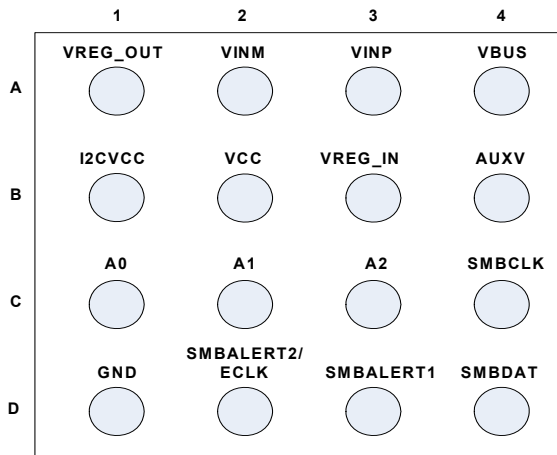 1 2 3 4
VREG_OUT VINM VINP VBUS
A
I2CVCC VCC VREG_IN AUXV
B
A0 A1 A2 SMBCLK
C
SMBALERT2/
GND ECLK SMBALERT1 SMBDAT
D